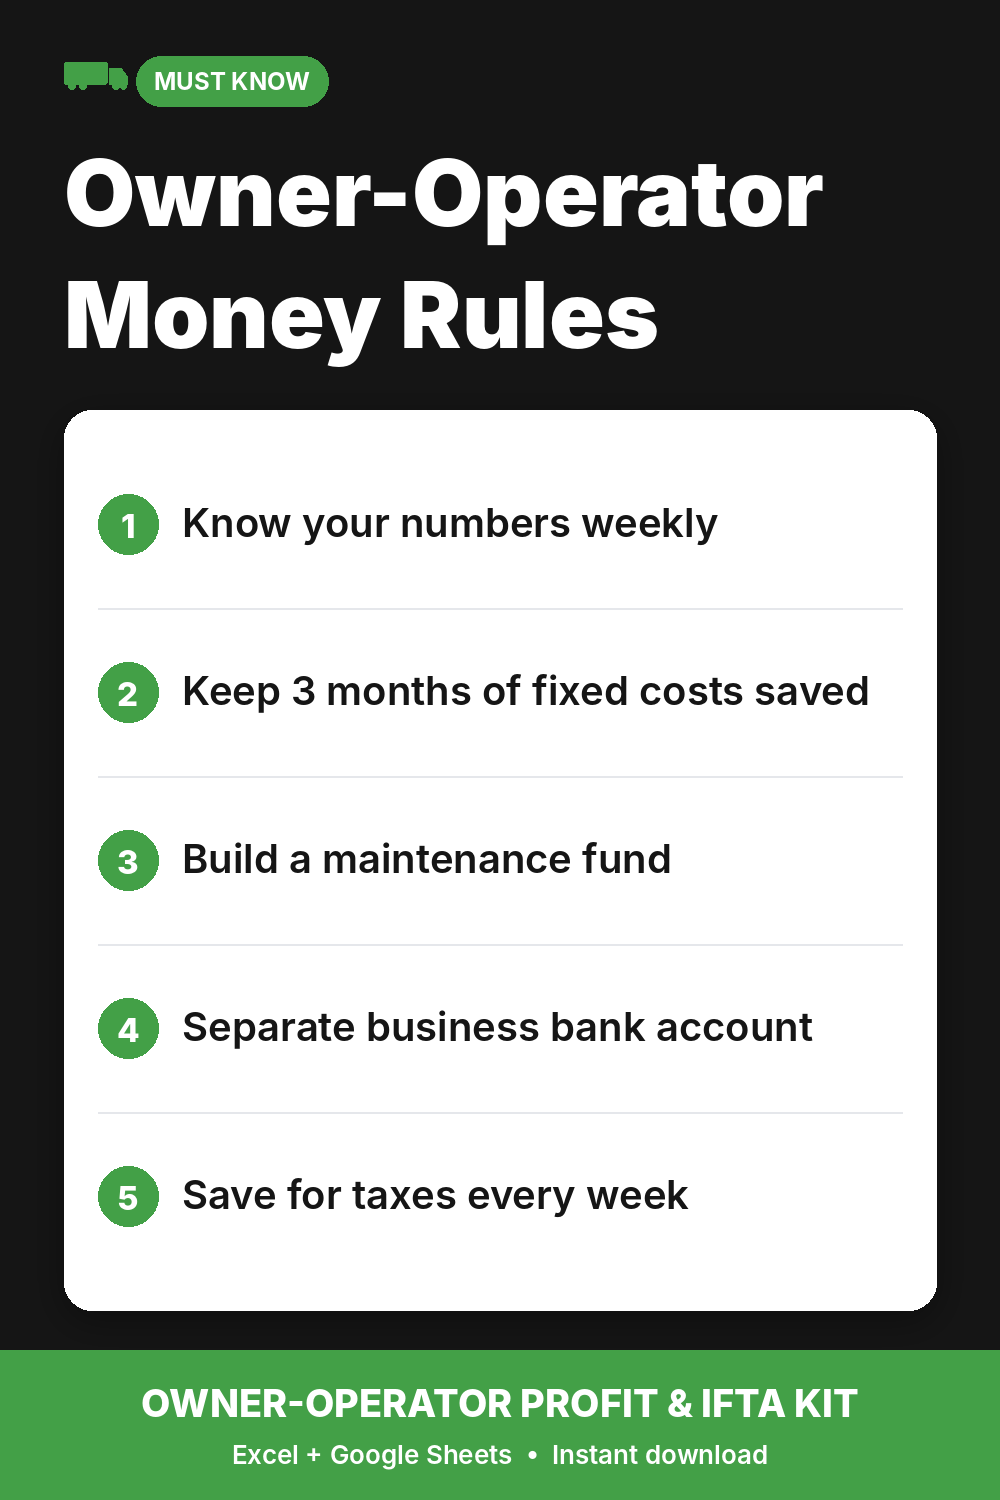 MUST KNOW
Owner-Operator
Money Rules
1 Know your numbers weekly
2 Keep 3 months of fixed costs saved
3 Build a maintenance fund
4 Separate business bank account
5 Save for taxes every week
OWNER-OPERATOR PROFIT & IFTA KIT
Excel + Google Sheets • Instant download